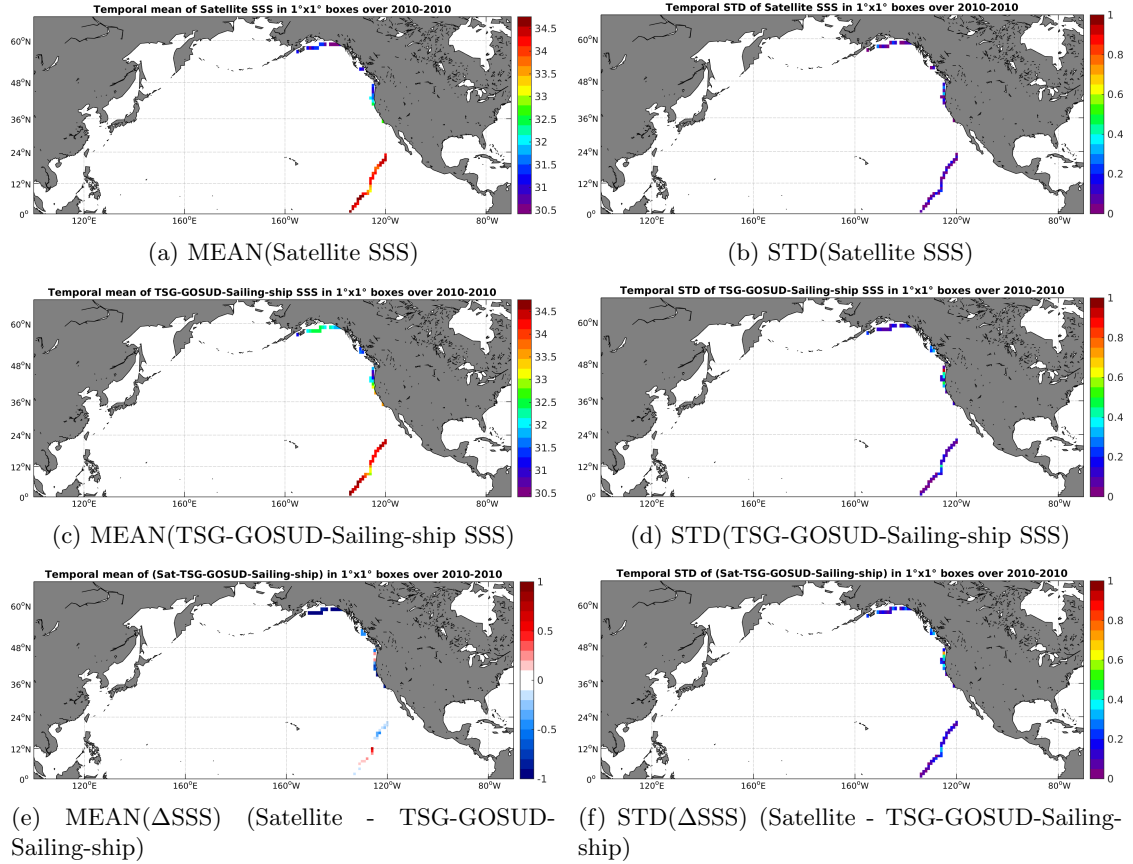 Temporal mean of Satellite SSS in 1°x1° boxes over 2010-2010
60°N
48°N
36°N
24°N
12°N
0°
120°E
160°E
160°W
120°W
80°W
34.5
34
33.5
33
32.5
32
31.5
31
30.5
(a) MEAN(Satellite SSS)
Temporal STD of Satellite SSS in 1°x1° boxes over 2010-2010
60°N
48°N
36°N
24°N
12°N
0°
120°E
160°E
160°W
120°W
80°W
1
0.8
0.6
0.4
0.2
0
(b) STD(Satellite SSS)
Temporal mean of TSG-GOSUD-Sailing-ship SSS in 1°x1° boxes over 2010-2010
60°N
48°N
36°N
24°N
12°N
0°
120°E
160°E
160°W
120°W
80°W
34.5
34
33.5
33
32.5
32
31.5
31
30.5
(c) MEAN(TSG-GOSUD-Sailing-ship SSS)
Temporal STD of TSG-GOSUD-Sailing-ship SSS in 1°x1° boxes over 2010-2010
60°N
48°N
36°N
24°N
12°N
0°
120°E
160°E
160°W
120°W
80°W
1
0.8
0.6
0.4
0.2
0
(d) STD(TSG-GOSUD-Sailing-ship SSS)
Temporal mean of (Sat-TSG-GOSUD-Sailing-ship) in 1°x1° boxes over 2010-2010
60°N
48°N
36°N
24°N
12°N
0°
120°E
160°E
160°W
120°W
80°W
1
0.5
0
-0.5
-1
(e) MEAN(ΔSSS) (Satellite - TSG-GOSUD-
Sailing-ship)
Temporal STD of (Sat-TSG-GOSUD-Sailing-ship) in 1°x1° boxes over 2010-2010
60°N
48°N
36°N
24°N
12°N
0°
120°E
160°E
160°W
120°W
80°W
1
0.8
0.6
0.4
0.2
0
(f) STD(ΔSSS) (Satellite - TSG-GOSUD-Sailing-
ship)